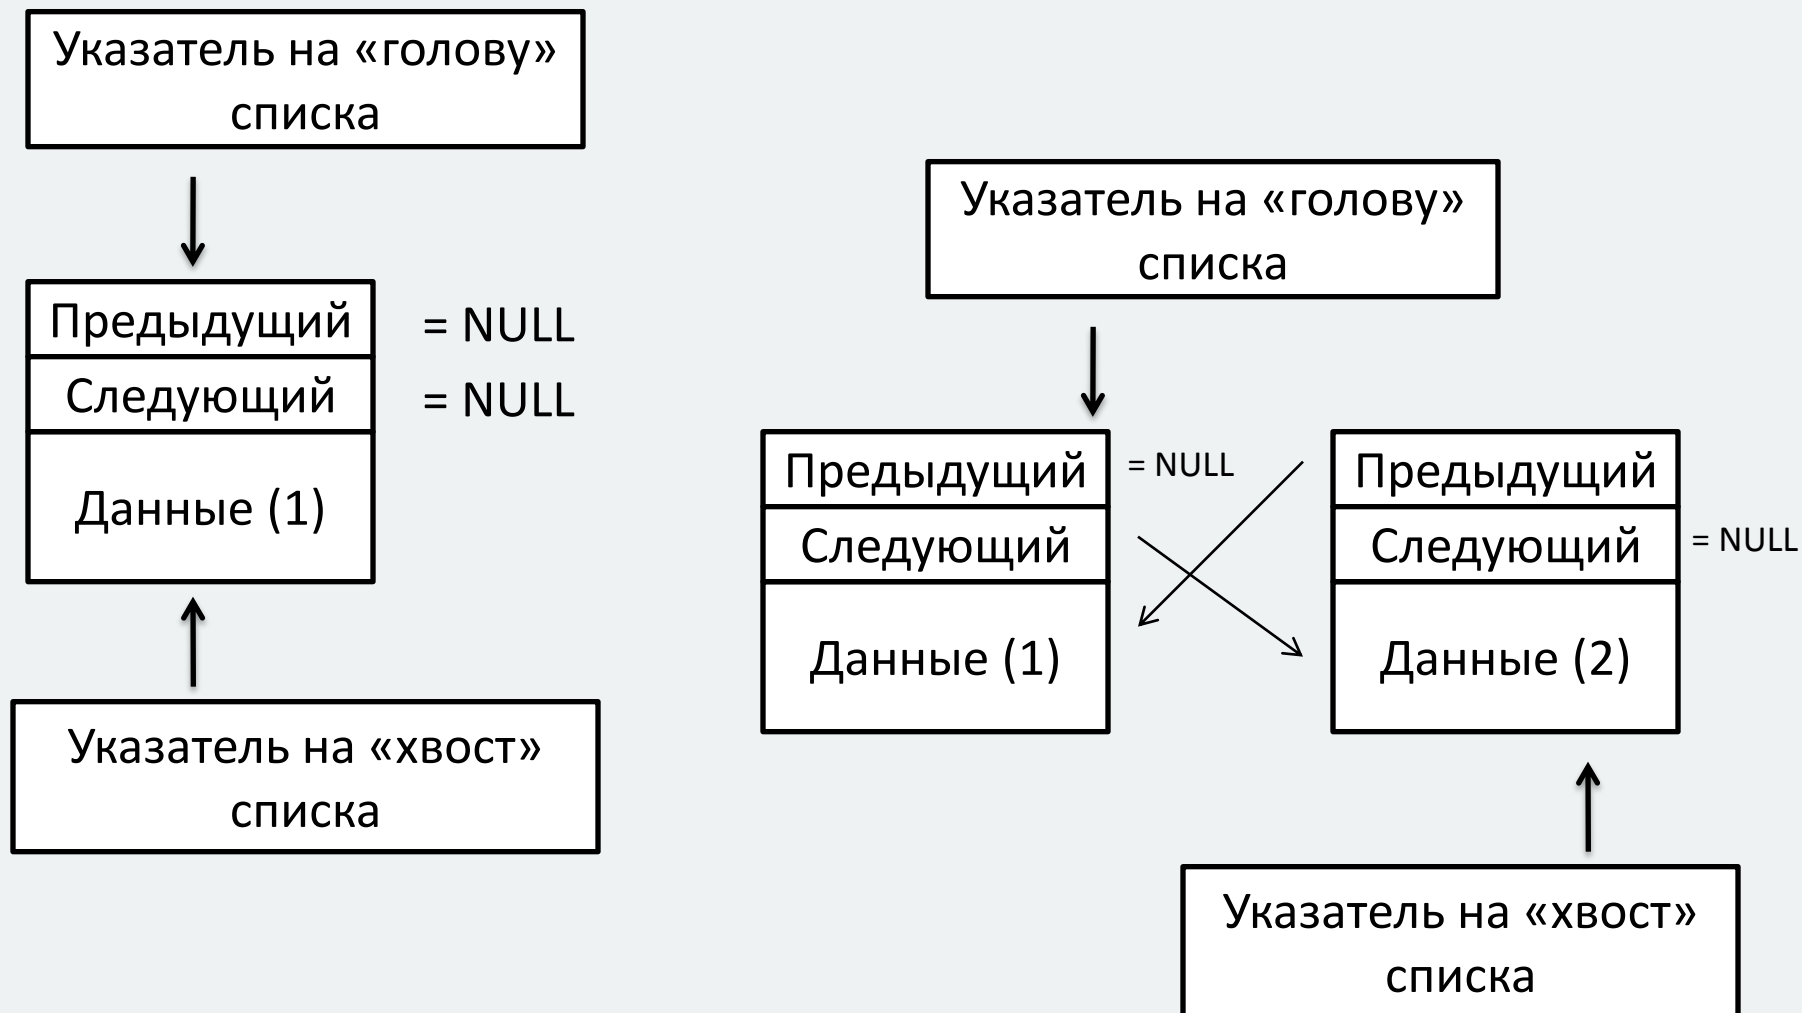 Указатель на «голову»
списка
Предыдущий = NULL
Следующий = NULL
Данные (1)
Указатель на «хвост»
списка
Указатель на «голову»
списка
Предыдущий = NULL
Следующий
Данные (1)
Предыдущий
Следующий = NULL
Данные (2)
Указатель на «хвост»
списка